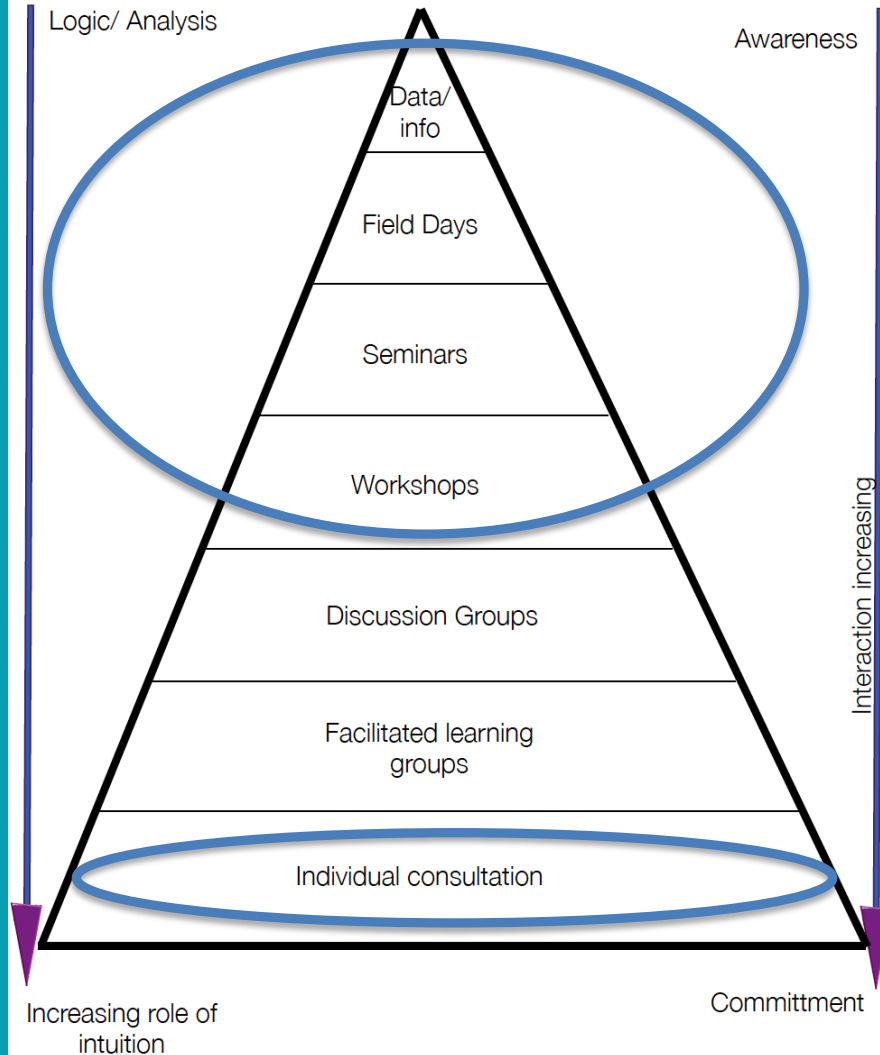 Logic/ Analysis
Awareness
Data/
info
Field Days
Seminars
Workshops
Interaction increasing
Discussion Groups
Facilitated learning
groups
Individual consultation
Increasing role of
intuition
Committment